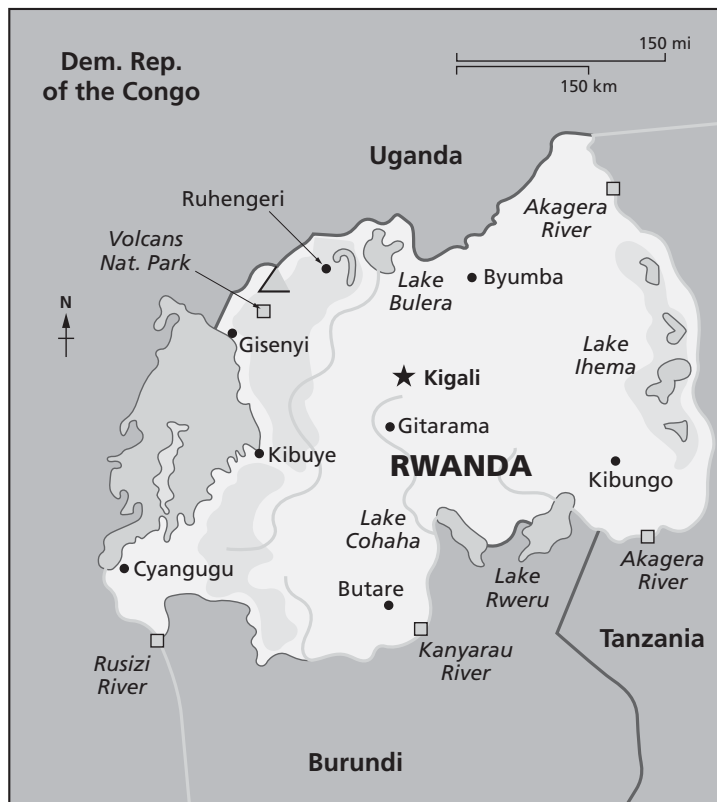 150 mi
150 km
Dem. Rep.
of the Congo
Uganda
Ruhengeri
Akagera
River
Volcans
Nat. Park
Lake
Bulera
Byumba
N
Gisenyi
Lake
Ihema
Kigali
Gitarama
Kibuye
RWANDA
Kibungo
Lake
Cohaha
Cyangugu
Butare
Lake
Rweru
Akagera
River
Tanzania
Rusizi
River
Kanyarau
River
Burundi